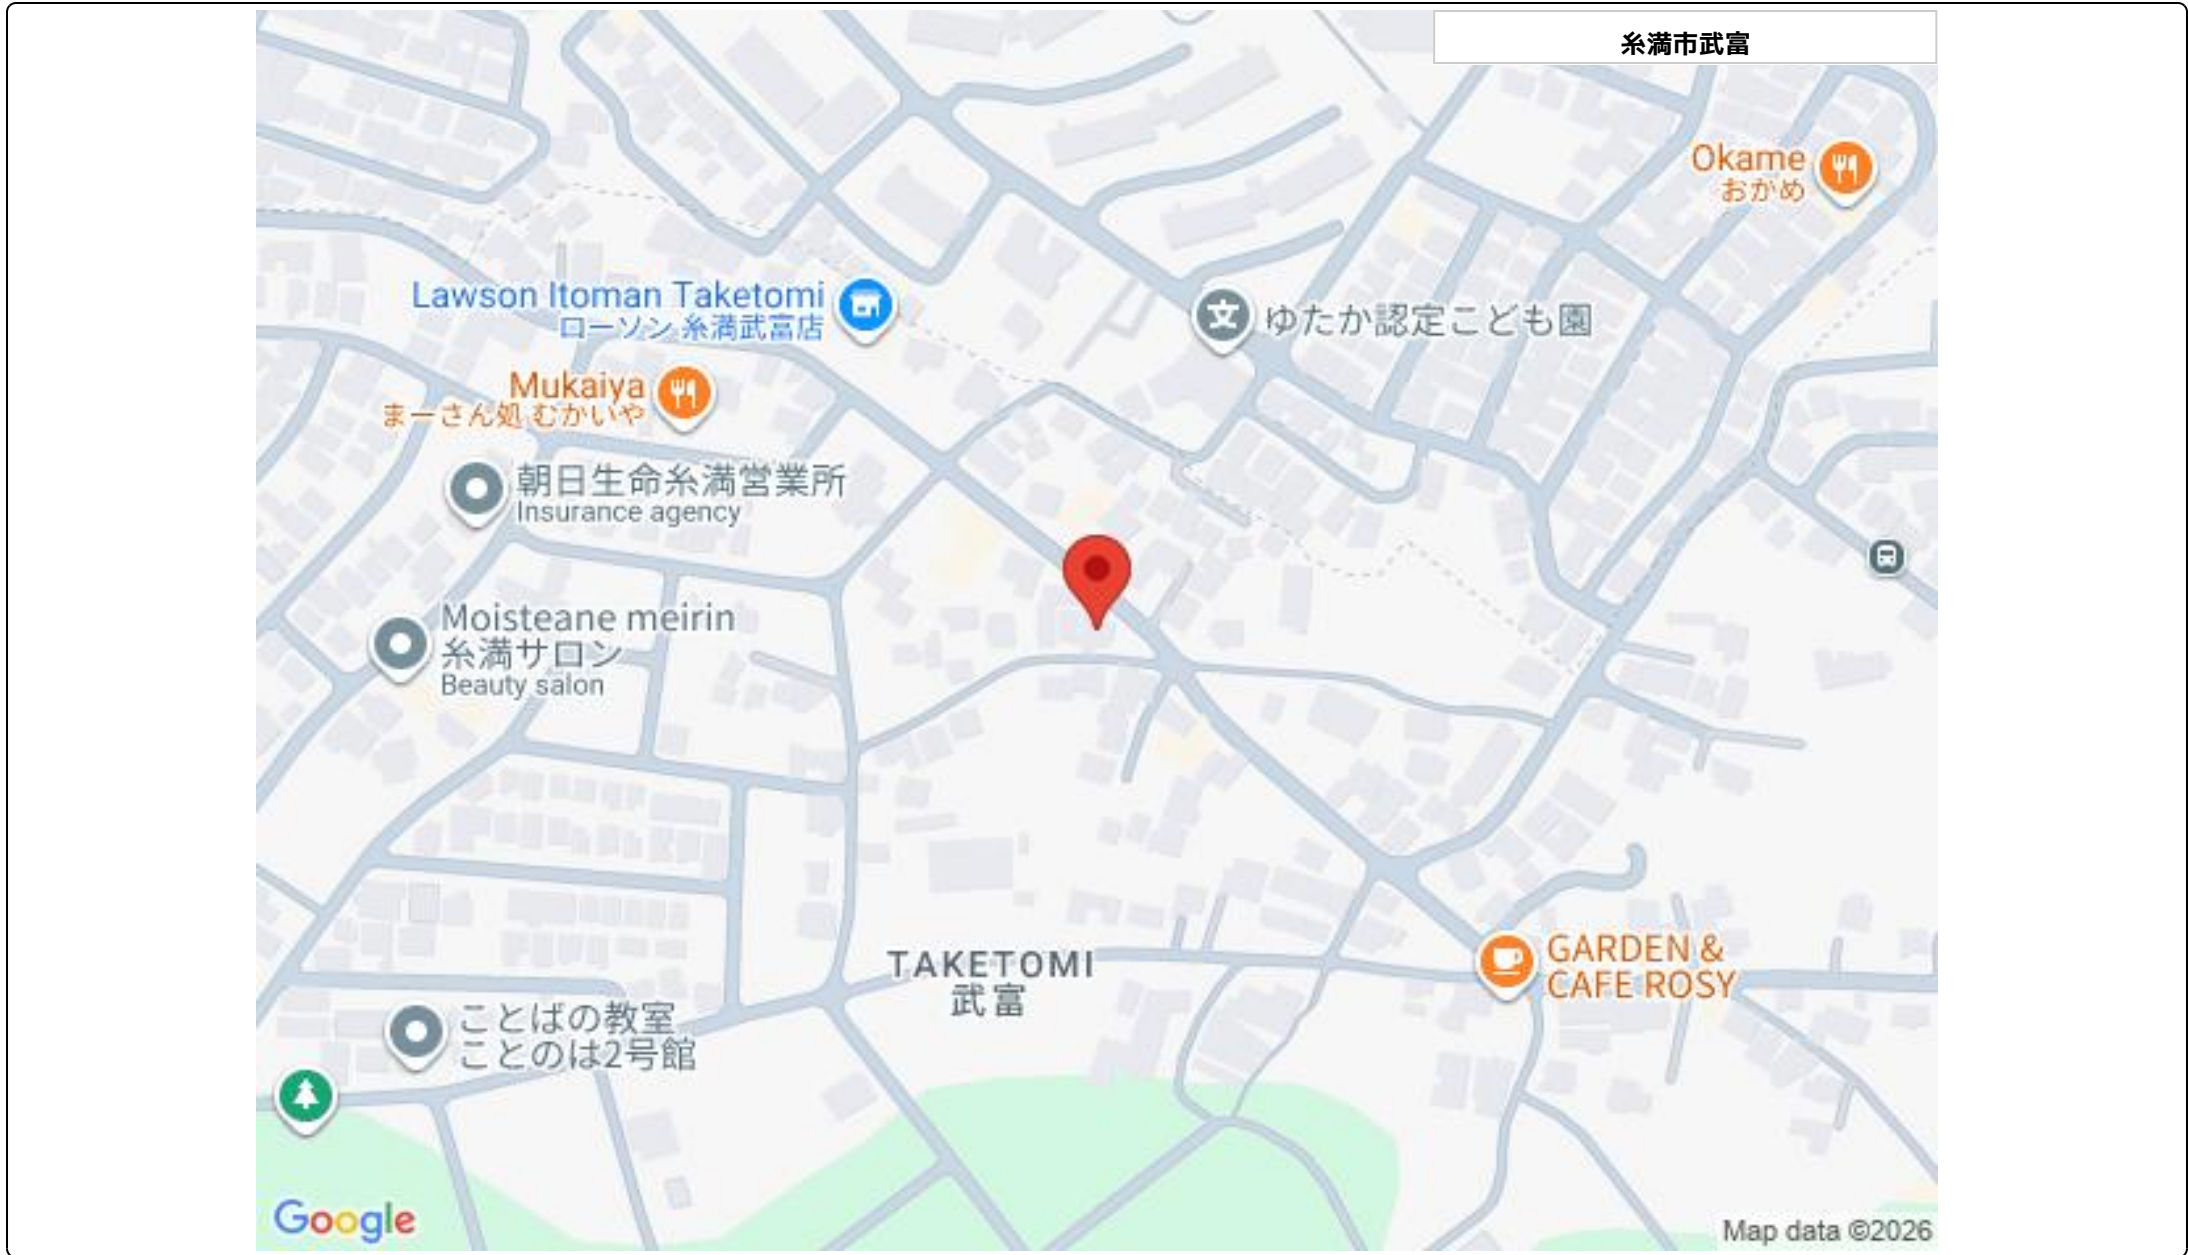 糸満市武富
Okame
おかめ
Lawson Itoman Taketomi
ローソン 糸満武富店
ゆたか認定こども園
Mukaiya
まーさん処 むかいや
朝日生命糸満営業所
Insurance agency
Moisteane meirin
糸満サロン
Beauty salon
TAKETOMI
武富
GARDEN &
CAFE ROSY
ことばの教室
ことのは2号館
Google
Map data ©2026